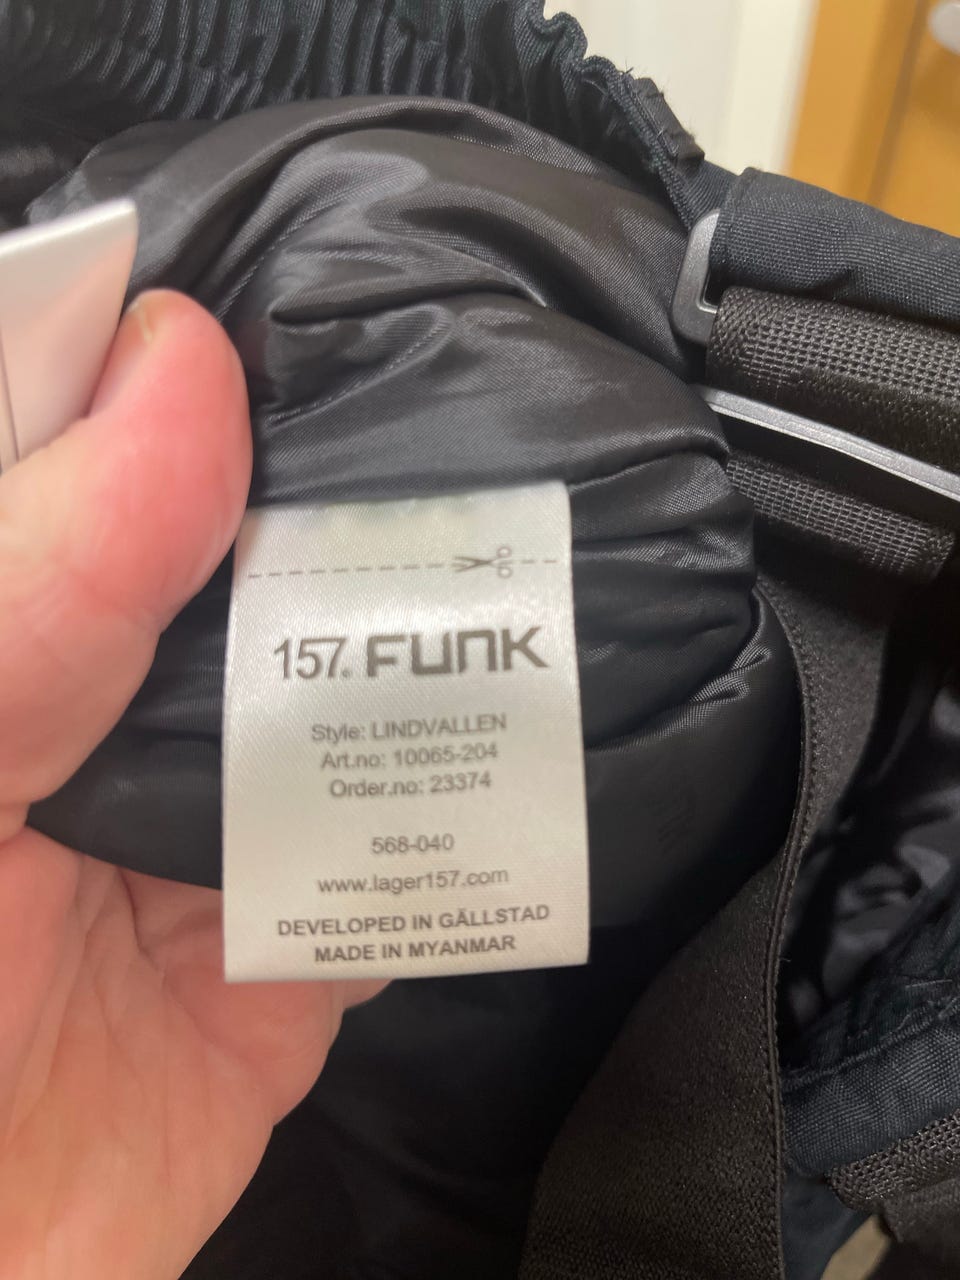 157. FUNK
Style: LINDVALLEN
Art.no: 10065-204
Order.no: 23374
568-040
www.lager157.com
DEVELOPED IN GÄLLSTAD
MADE IN MYANMAR